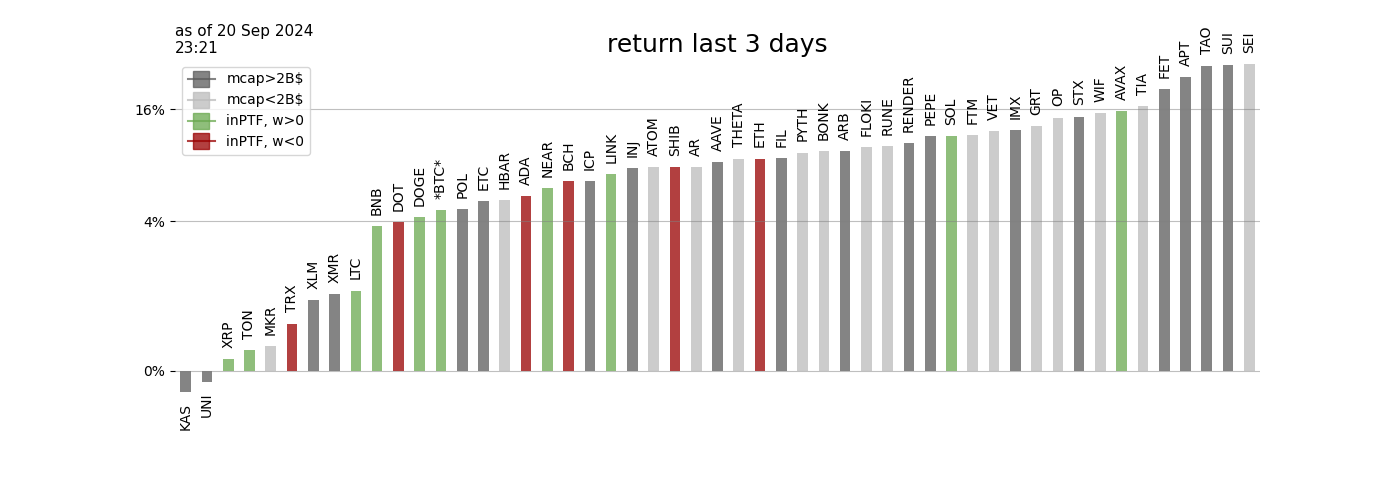 as of 20 Sep 2024
23:21
return last 3 days
mcap>2B$
mcap<2B$
inPTF, w>0
inPTF, w<0
16%
4%
0%
KAS
UNI
XRP
TON
MKR
TRX
XLM
XMR
LTC
BNB
DOT
DOGE
*BTC*
POL
ETC
HBAR
ADA
NEAR
BCH
ICP
LINK
INJ
ATOM
SHIB
AR
AAVE
THETA
ETH
FIL
PYTH
BONK
ARB
FLOKI
RUNE
RENDER
PEPE
SOL
FTM
VET
IMX
GRT
OP
STX
WIF
AVAX
TIA
FET
APT
TAO
SUI
SEI